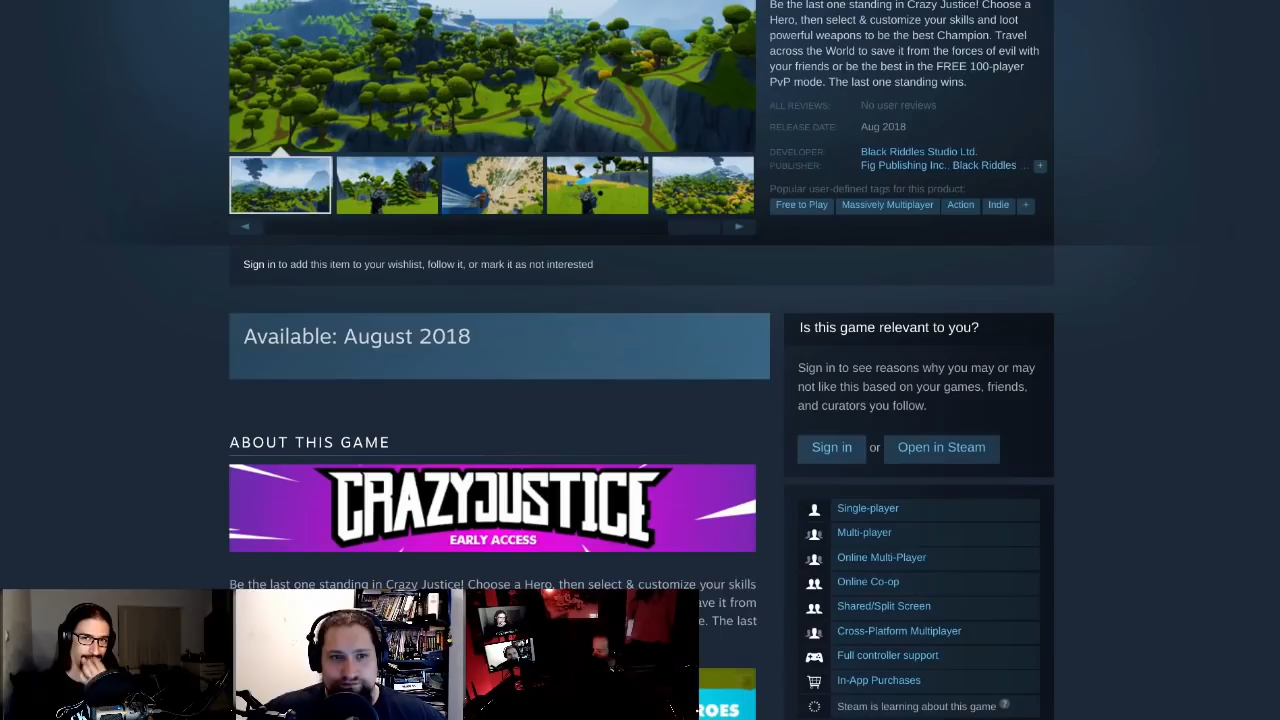 Be the last one standing in Crazy Justice! Choose a
Hero, then select & customize your skills and loot
powerful weapons to be the best Champion. Travel
across the World to save it from the forces of evil with
your friends or be the best in the FREE 100-player
PvP mode. The last one standing wins.
ALL REVIEWS: No user reviews
RELEASE DATE: Aug 2018
DEVELOPER: Black Riddles Studio Ltd.
PUBLISHER: Fig Publishing Inc., Black Riddles ... +
Popular user-defined tags for this product:
Free to Play Massively Multiplayer Action Indie +
Sign in to add this item to your wishlist, follow it, or mark it as not interested
Available: August 2018
Is this game relevant to you?
Sign in to see reasons why you may or may
not like this based on your games, friends,
and curators you follow.
Sign in or Open in Steam
ABOUT THIS GAME
CRAZYJUSTICE
EARLY ACCESS
Be the last one standing in Crazy Justice! Choose a Hero, then select & customize your skills
ave it from
e. The last
ROES
Single-player
Multi-player
Online Multi-Player
Online Co-op
Shared/Split Screen
Cross-Platform Multiplayer
Full controller support
In-App Purchases
Steam is learning about this game ?